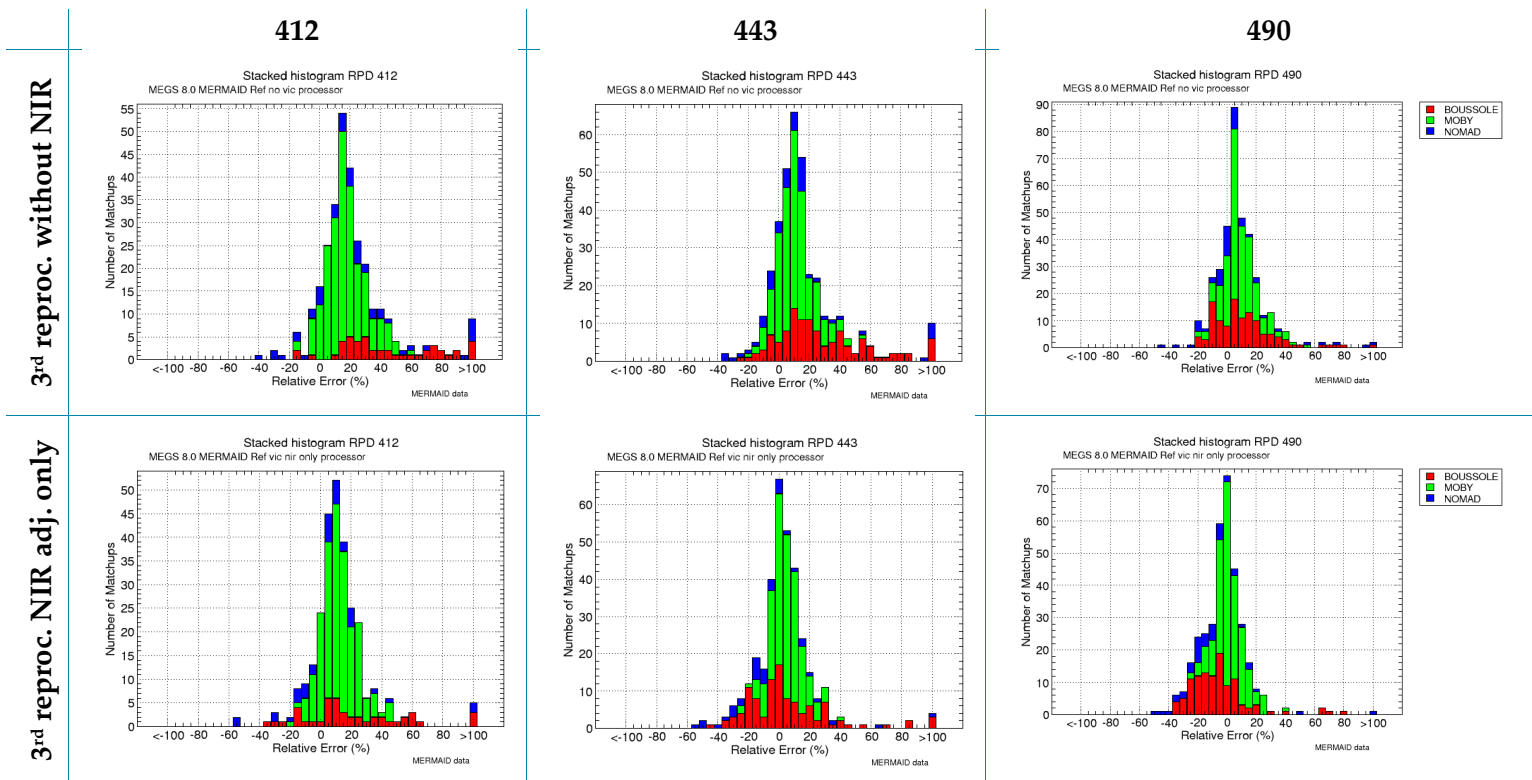 412 443 490
3rd reproc. without NIR
Stacked histogram RPD 412
MEGS 8.0 MERMAID Ref no vic processor
Number of Matchups
55
50
45
40
35
30
25
20
15
10
5
0
<-100 -80 -60 -40 -20 0 20 40 60 80 >100
Relative Error (%)
MERMAID data
Stacked histogram RPD 443
MEGS 8.0 MERMAID Ref no vic processor
Number of Matchups
60
50
40
30
20
10
0
<-100 -80 -60 -40 -20 0 20 40 60 80 >100
Relative Error (%)
MERMAID data
Stacked histogram RPD 490
MEGS 8.0 MERMAID Ref no vic processor
Number of Matchups
90
80
70
60
50
40
30
20
10
0
<-100 -80 -60 -40 -20 0 20 40 60 80 >100
Relative Error (%)
MERMAID data
BOUSSOLE
MOBY
NOMAD
3rd reproc. NIR adj. only
Stacked histogram RPD 412
MEGS 8.0 MERMAID Ref vic nir only processor
Number of Matchups
50
45
40
35
30
25
20
15
10
5
0
<-100 -80 -60 -40 -20 0 20 40 60 80 >100
Relative Error (%)
MERMAID data
Stacked histogram RPD 443
MEGS 8.0 MERMAID Ref vic nir only processor
Number of Matchups
60
50
40
30
20
10
0
<-100 -80 -60 -40 -20 0 20 40 60 80 >100
Relative Error (%)
MERMAID data
Stacked histogram RPD 490
MEGS 8.0 MERMAID Ref vic nir only processor
Number of Matchups
70
60
50
40
30
20
10
0
<-100 -80 -60 -40 -20 0 20 40 60 80 >100
Relative Error (%)
MERMAID data
BOUSSOLE
MOBY
NOMAD